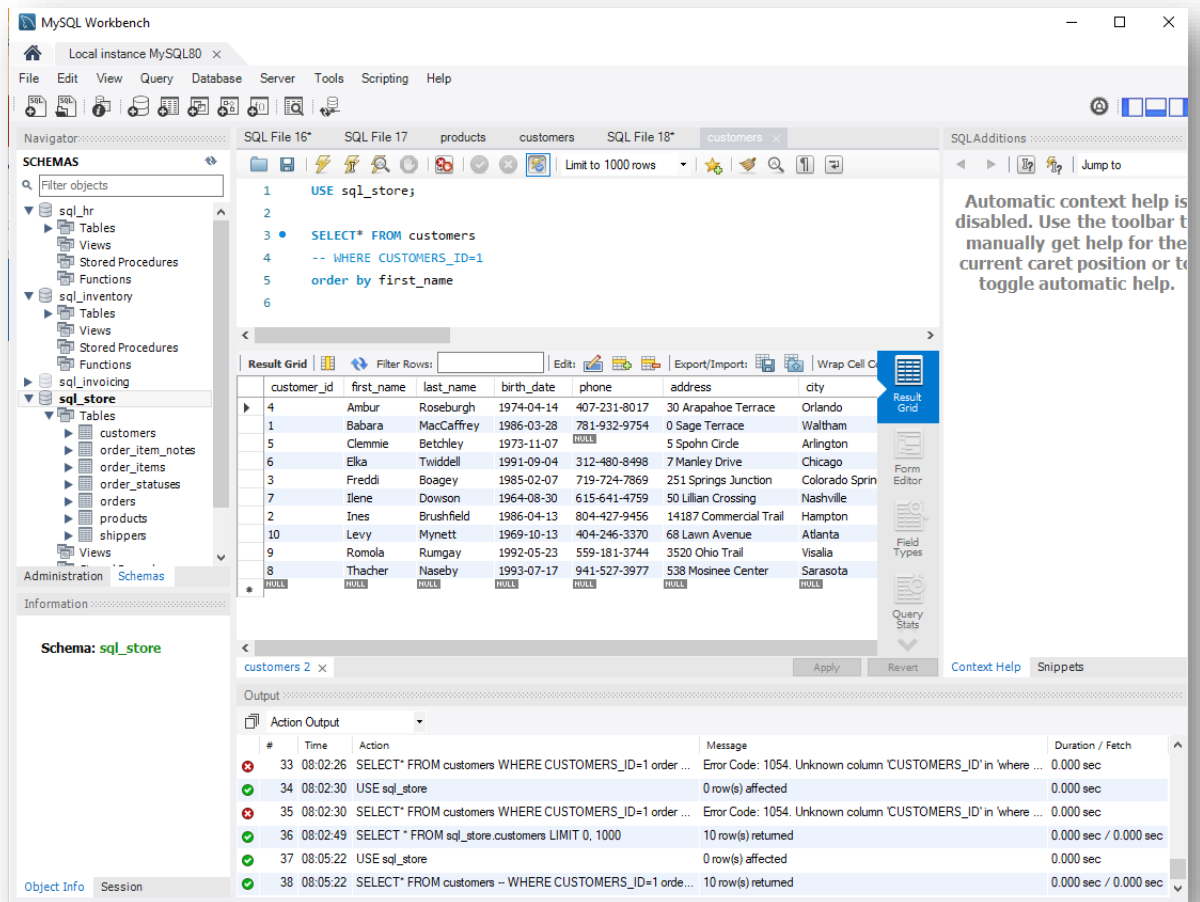 MySQL Workbench
Local instance MySQL80
File Edit View Query Database Server Tools Scripting Help
Navigator
SCHEMAS
Filter objects
sql_hr
Tables
Views
Stored Procedures
Functions
sql_inventory
Tables
Views
Stored Procedures
Functions
sql_invoicing
sql_store
Tables
customers
order_item_notes
order_items
order_statuses
orders
products
shippers
Views
Administration Schemas
Information
Schema: sql_store
Object Info Session
SQL File 16* SQL File 17 products customers SQL File 18* customers
Limit to 1000 rows
1 USE sql_store;
2
3 SELECT* FROM customers
4 -- WHERE CUSTOMERS_ID=1
5 order by first_name
6
Result Grid Filter Rows: Edit: Export/Import: Wrap Cell
customer_id first_name last_name birth_date phone address city
4 Ambur Roseburgh 1974-04-14 407-231-8017 30 Arapahoe Terrace Orlando
1 Babara MacCaffrey 1986-03-28 781-932-9754 0 Sage Terrace Waltham
5 Clemmie Betchley 1973-11-07 NULL 5 Spohn Circle Arlington
6 Elka Twiddell 1991-09-04 312-480-8498 7 Manley Drive Chicago
3 Freddi Boagey 1985-02-07 719-724-7869 251 Springs Junction Colorado Sprin
7 Ilene Dowson 1964-08-30 615-641-4759 50 Lillian Crossing Nashville
2 Ines Brushfield 1986-04-13 804-427-9456 14187 Commercial Trail Hampton
10 Levy Mynett 1969-10-13 404-246-3370 68 Lawn Avenue Atlanta
9 Romola Rumgay 1992-05-23 559-181-3744 3520 Ohio Trail Visalia
8 Thacher Naseby 1993-07-17 941-527-3977 538 Mosinee Center Sarasota
NULL NULL NULL NULL NULL NULL NULL
Result
Grid
Form
Editor
Field
Types
Query
Stats
customers 2 Apply Revert
SQLAdditions
Jump to
Automatic context help is
disabled. Use the toolbar t
manually get help for the
current caret position or to
toggle automatic help.
Context Help Snippets
Output
Action Output
# Time Action Message Duration / Fetch
33 08:02:26 SELECT* FROM customers WHERE CUSTOMERS_ID=1 order ... Error Code: 1054. Unknown column 'CUSTOMERS_ID' in 'where ... 0.000 sec
34 08:02:30 USE sql_store 0 row(s) affected 0.000 sec
35 08:02:30 SELECT* FROM customers WHERE CUSTOMERS_ID=1 order ... Error Code: 1054. Unknown column 'CUSTOMERS_ID' in 'where ... 0.000 sec
36 08:02:49 SELECT * FROM sql_store.customers LIMIT 0, 1000 10 row(s) returned 0.000 sec / 0.000 sec
37 08:05:22 USE sql_store 0 row(s) affected 0.000 sec
38 08:05:22 SELECT* FROM customers -- WHERE CUSTOMERS_ID=1 orde... 10 row(s) returned 0.000 sec / 0.000 sec